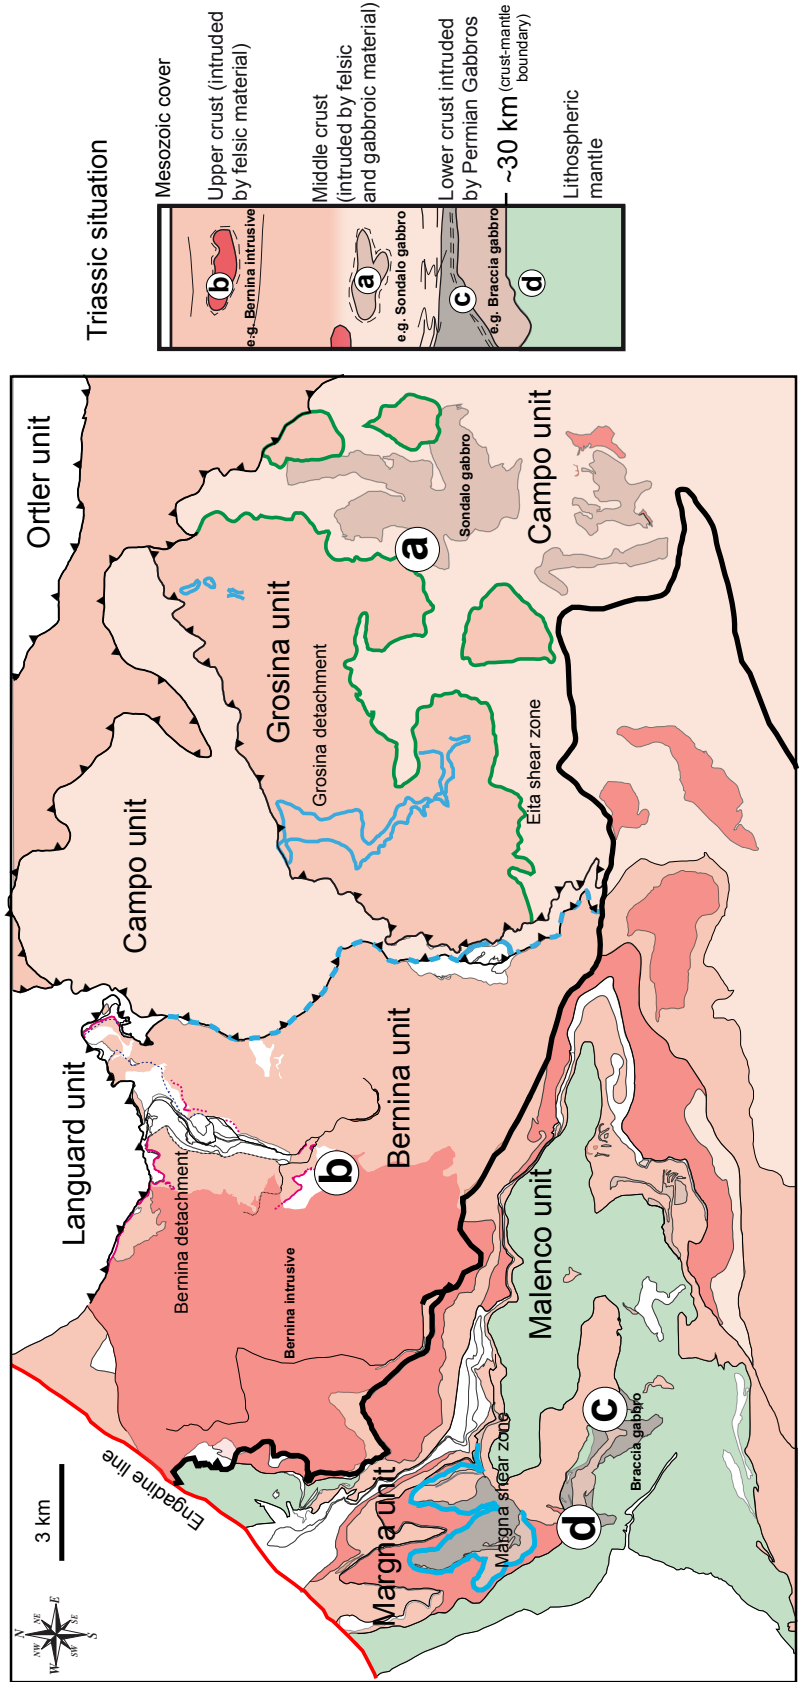 Triassic situation
Mesozoic cover
Upper crust (intruded
by felsic material)
Middle crust
(intruded by felsic
and gabbroic material)
Lower crust intruded
by Permian Gabbros
~30 km (crust-mantle
boundary)
Lithospheric
mantle
b
e.g. Bernina intrusive
a
e.g. Sondalo gabbro
c
e.g. Braccia gabbro
d
N
NE
E
SE
S
SW
W
NW
3 km
Engadine line
Languard unit
Campo unit
Ortler unit
Bernina detachment
Bernina intrusive
b
Bernina unit
Grosina unit
Grosina detachment
Eita shear zone
a
Sondalo gabbro
Campo unit
Margna unit
Margna shear zone
Malenco unit
d
c
Braccia gabbro